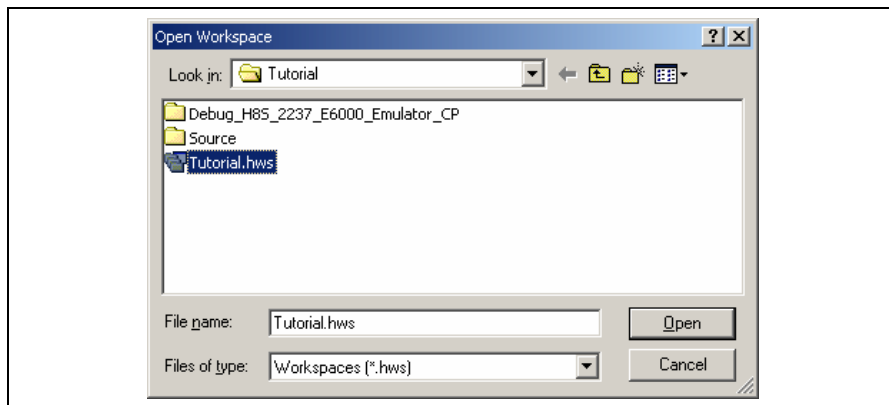 Open Workspace
Look in: Tutorial
Debug_H8S_2237_E6000_Emulator_CP
Source
Tutorial.hws
File name: Tutorial.hws Open
Files of type: Workspaces (*.hws) Cancel